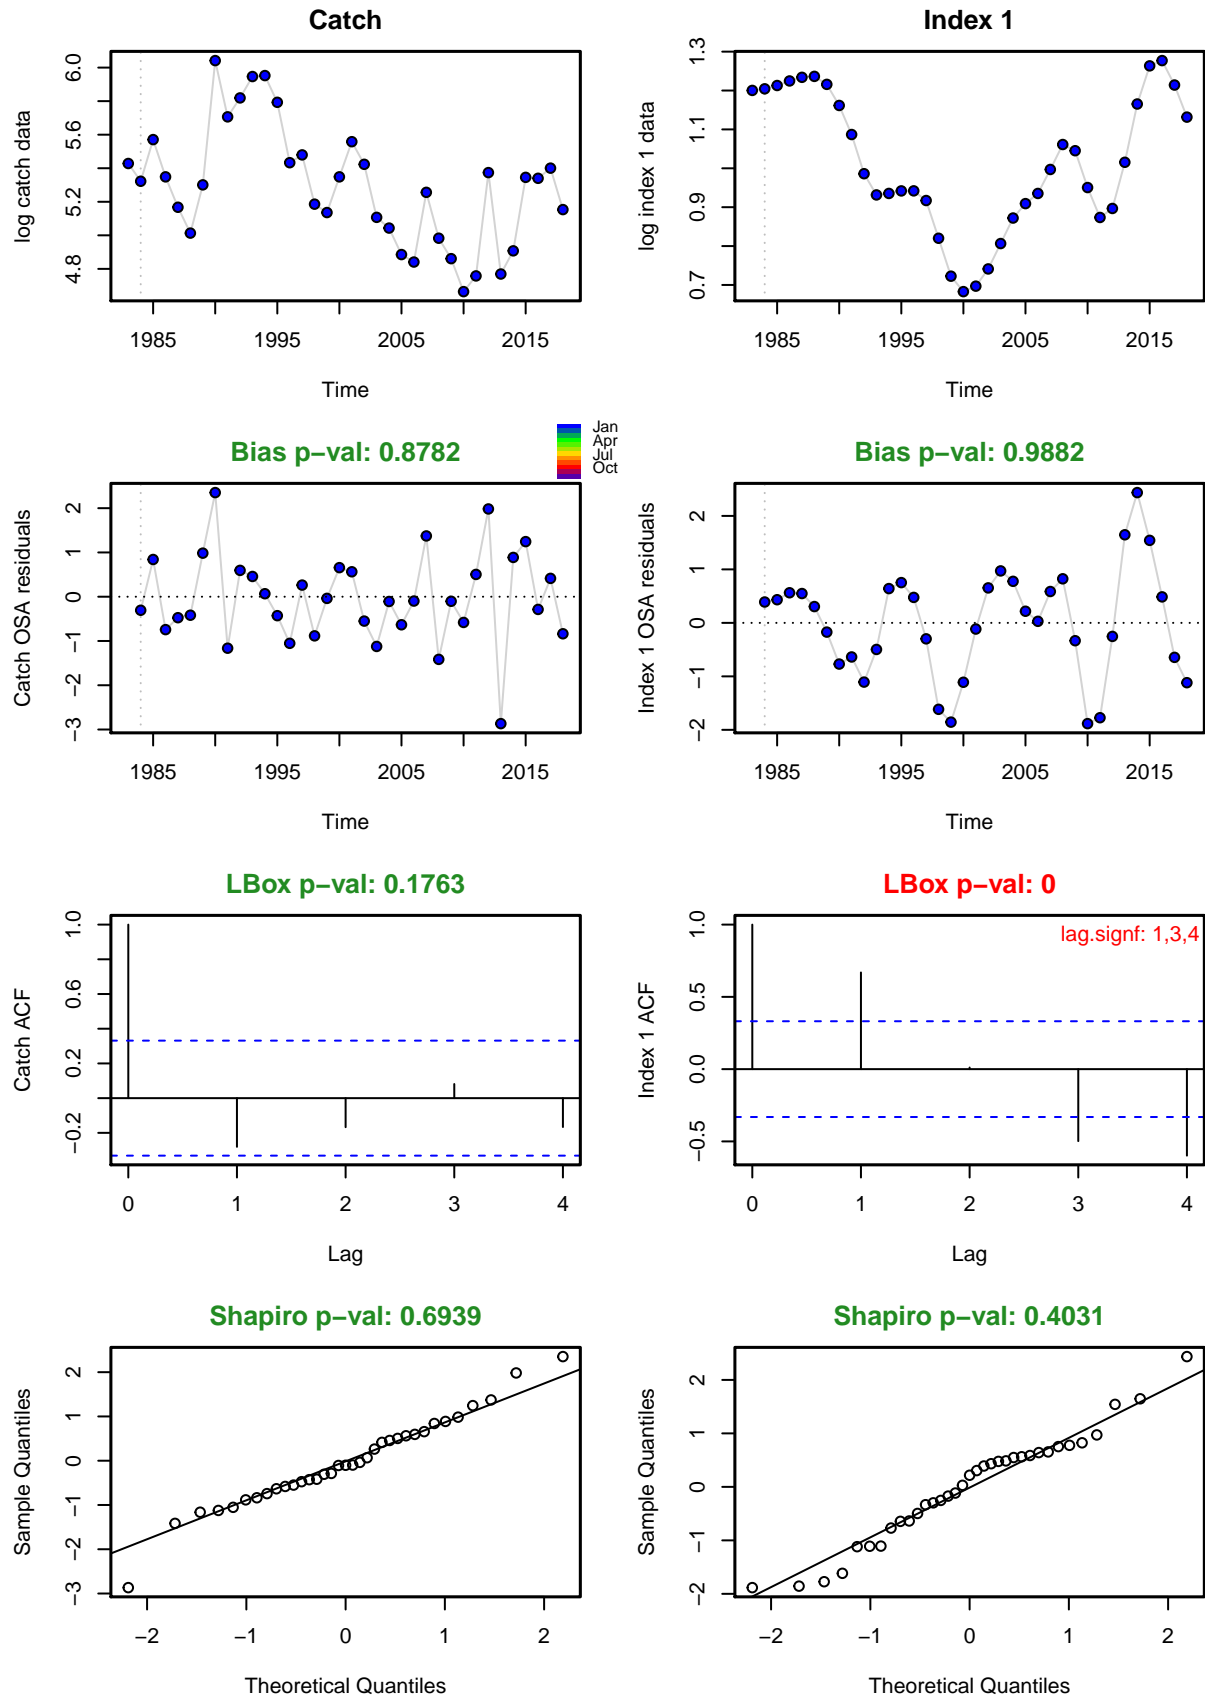 Catch
log catch data
6.0
5.6
5.2
4.8
1985 1995 2005 2015
Time
Index 1
log index 1 data
1.3
1.1
0.9
0.7
1985 1995 2005 2015
Time
Jan
Apr
Jul
Oct
Bias p−val: 0.8782
Catch OSA residuals
2
1
0
−1
−2
−3
1985 1995 2005 2015
Time
Bias p−val: 0.9882
Index 1 OSA residuals
2
1
0
−1
−2
1985 1995 2005 2015
Time
LBox p−val: 0.1763
Catch ACF
1.0
0.6
0.2
−0.2
0 1 2 3 4
Lag
LBox p−val: 0
lag.signf: 1,3,4
Index 1 ACF
1.0
0.5
0.0
−0.5
0 1 2 3 4
Lag
Shapiro p−val: 0.6939
Sample Quantiles
2
1
0
−1
−2
−3
−2 −1 0 1 2
Theoretical Quantiles
Shapiro p−val: 0.4031
Sample Quantiles
2
1
0
−1
−2
−2 −1 0 1 2
Theoretical Quantiles